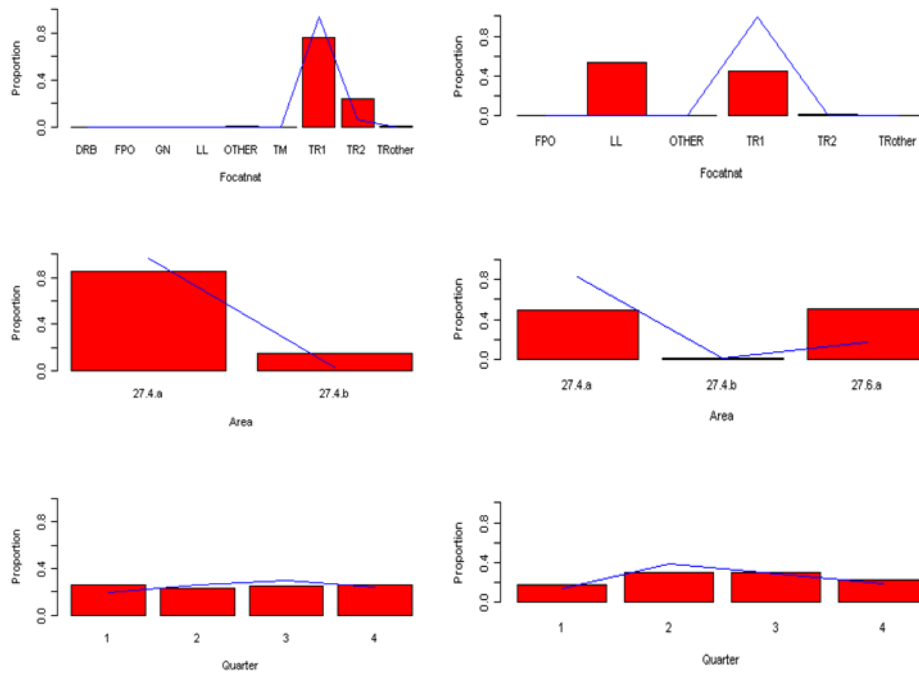 Proportion
0.0 0.4 0.8
DRB FPO GN LL OTHER TM TR1 TR2 TRother
Focatnat
Proportion
0.0 0.4 0.8
FPO LL OTHER TR1 TR2 TRother
Focatnat
Proportion
0.0 0.4 0.8
27.4.a 27.4.b
Area
Proportion
0.0 0.4 0.8
27.4.a 27.4.b 27.6.a
Area
Proportion
0.0 0.4 0.8
1 2 3 4
Quarter
Proportion
0.0 0.4 0.8
1 2 3 4
Quarter